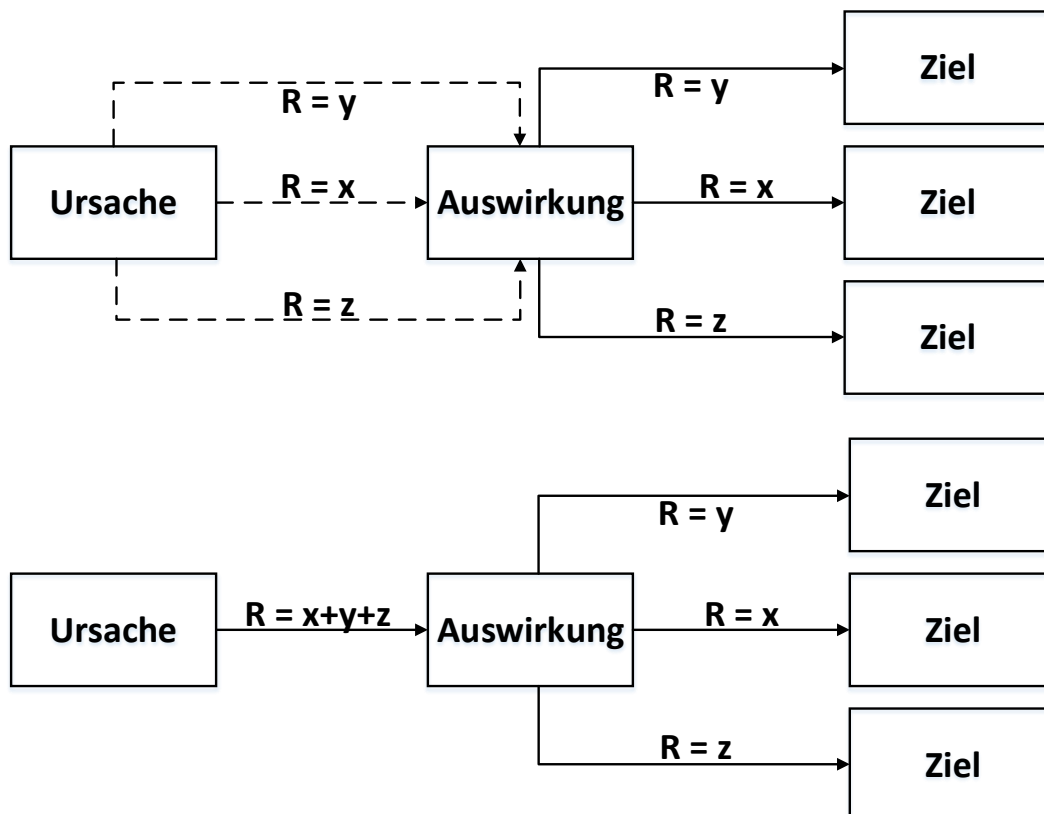 Ziel
R = y
R = y
Ursache
R = x
Auswirkung
R = x
Ziel
R = z
R = z
Ziel
Ziel
R = y
Ursache
R = x+y+z
Auswirkung
R = x
Ziel
R = z
Ziel